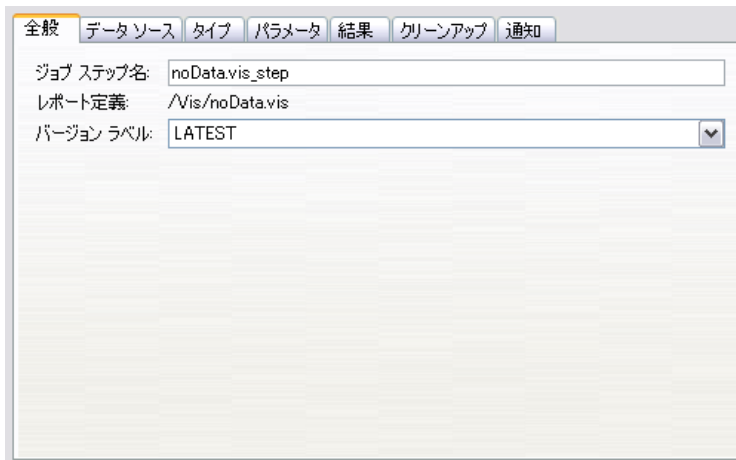 全般 データ ソース タイプ パラメータ 結果 クリーンアップ 通知
ジョブ ステップ名: noData.vis_step
レポート定義: /Vis/noData.vis
バージョン ラベル: LATEST